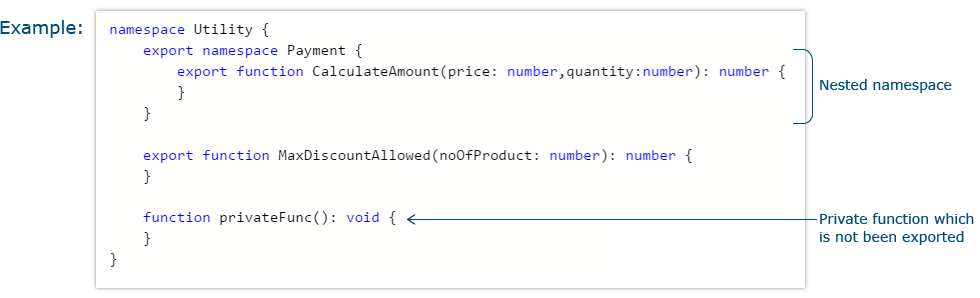 Example:
namespace Utility {
export namespace Payment {
export function CalculateAmount(price: number,quantity:number): number {
}
}
Nested namespace
export function MaxDiscountAllowed(noOfProduct: number): number {
}
function privateFunc(): void {
}
}
Private function which
is not been exported